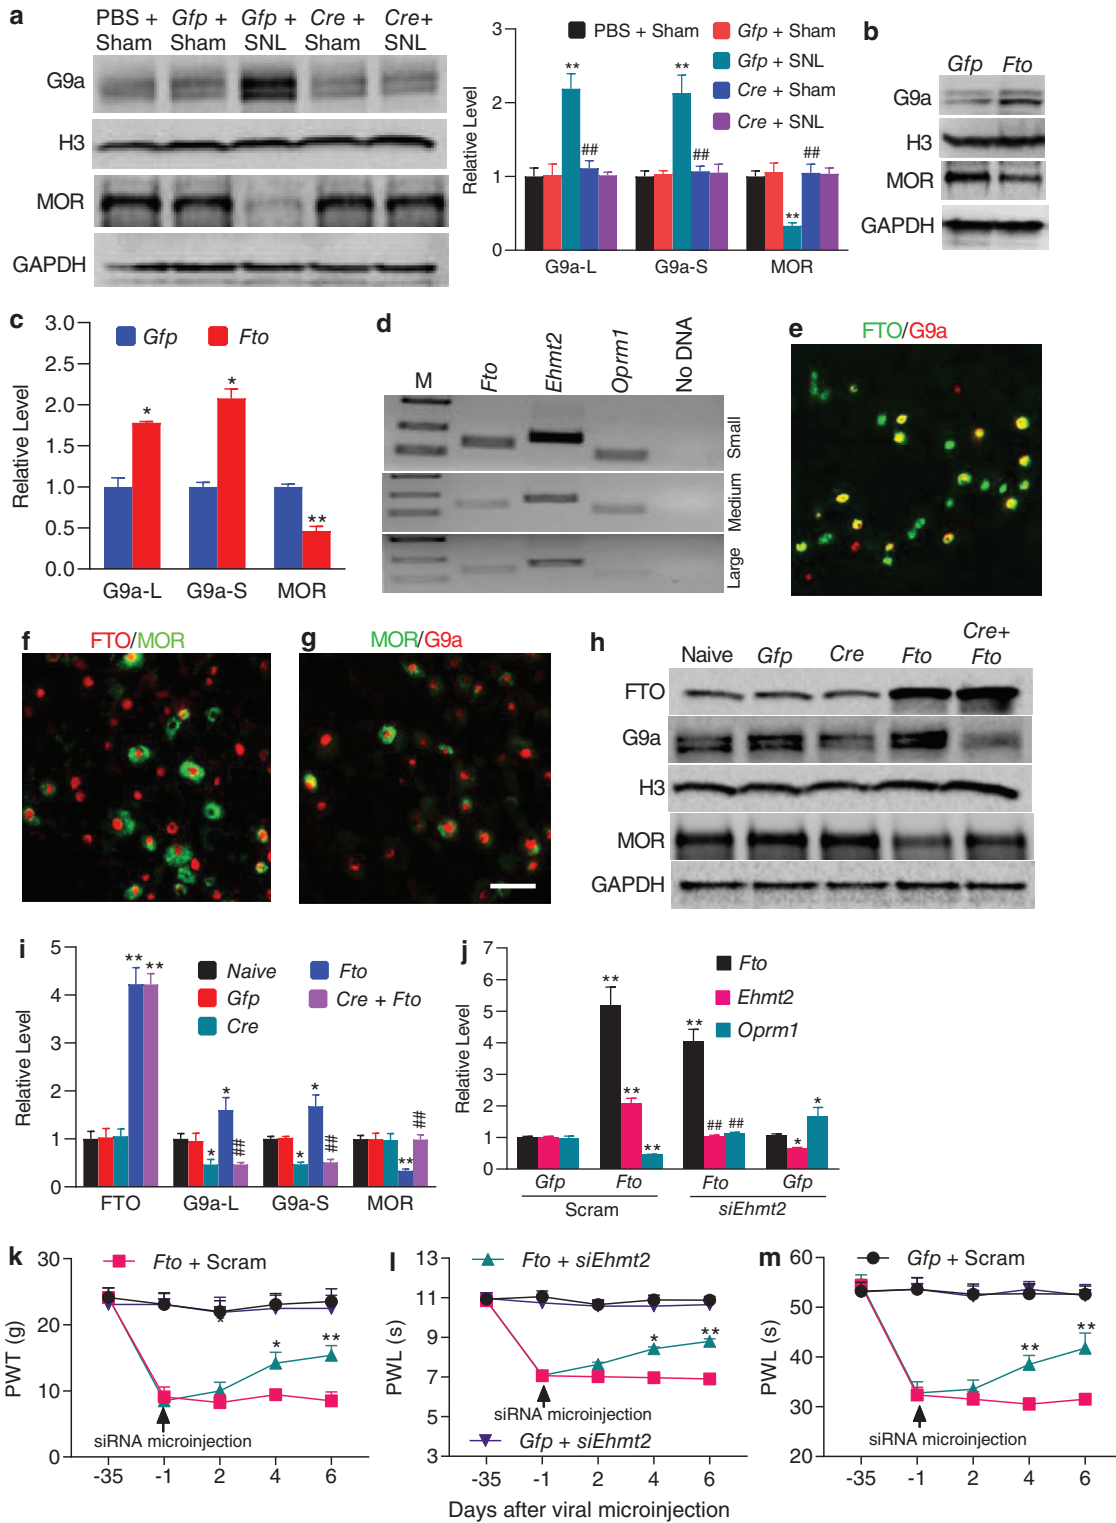 a
PBS + Sham
Gfp + Sham
Gfp + SNL
Cre + Sham
Cre+ SNL
G9a
H3
MOR
GAPDH
Relative Level
3
2
1
0
PBS + Sham
Gfp + Sham
Gfp + SNL
Cre + Sham
Cre + SNL
**
##
**
##
**
##
G9a-L
G9a-S
MOR
b
Gfp
Fto
G9a
H3
MOR
GAPDH
c
Relative Level
3.0
2.5
2.0
1.5
1.0
0.5
0.0
Gfp
Fto
*
*
**
G9a-L
G9a-S
MOR
d
M
Fto
Ehmt2
Oprm1
No DNA
Small
Medium
Large
e
FTO/G9a
f
FTO/MOR
g
MOR/G9a
h
Naive
Gfp
Cre
Fto
Cre+ Fto
FTO
G9a
H3
MOR
GAPDH
i
Relative Level
5
4
3
2
1
0
Naive
Gfp
Cre
Fto
Cre + Fto
**
**
*
*
##
*
*
##
**
##
FTO
G9a-L
G9a-S
MOR
j
Relative Level
7
6
5
4
3
2
1
0
Fto
Ehmt2
Oprm1
**
**
**
**
##
##
*
*
Gfp
Fto
Fto
Gfp
Scram
siEhmt2
k
PWT (g)
30
20
10
0
Fto + Scram
*
*
**
siRNA microinjection
-35
-1
2
4
6
l
PWL (s)
13
11
9
7
5
3
Fto + siEhmt2
*
**
siRNA microinjection
Gfp + siEhmt2
-35
-1
2
4
6
m
PWL (s)
60
50
40
30
20
Gfp + Scram
**
**
siRNA microinjection
-35
-1
2
4
6
Days after viral microinjection